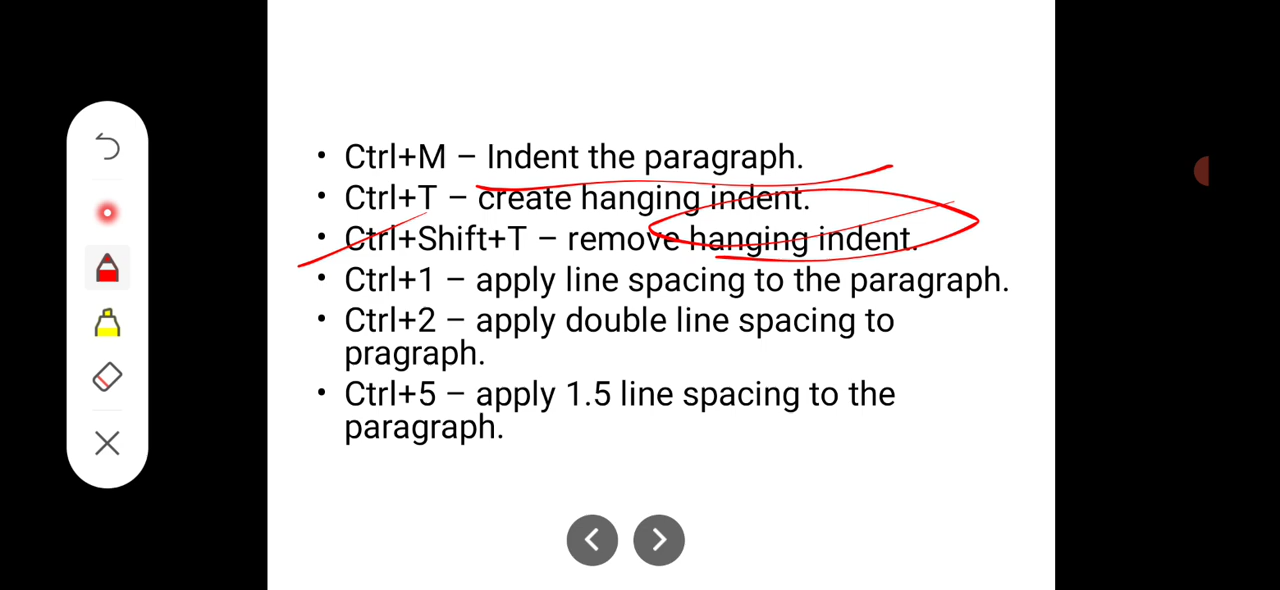 • Ctrl+M – Indent the paragraph.
• Ctrl+T – create hanging indent.
• Ctrl+Shift+T – remove hanging indent.
• Ctrl+1 – apply line spacing to the paragraph.
• Ctrl+2 – apply double line spacing to
pragraph.
• Ctrl+5 – apply 1.5 line spacing to the
paragraph.